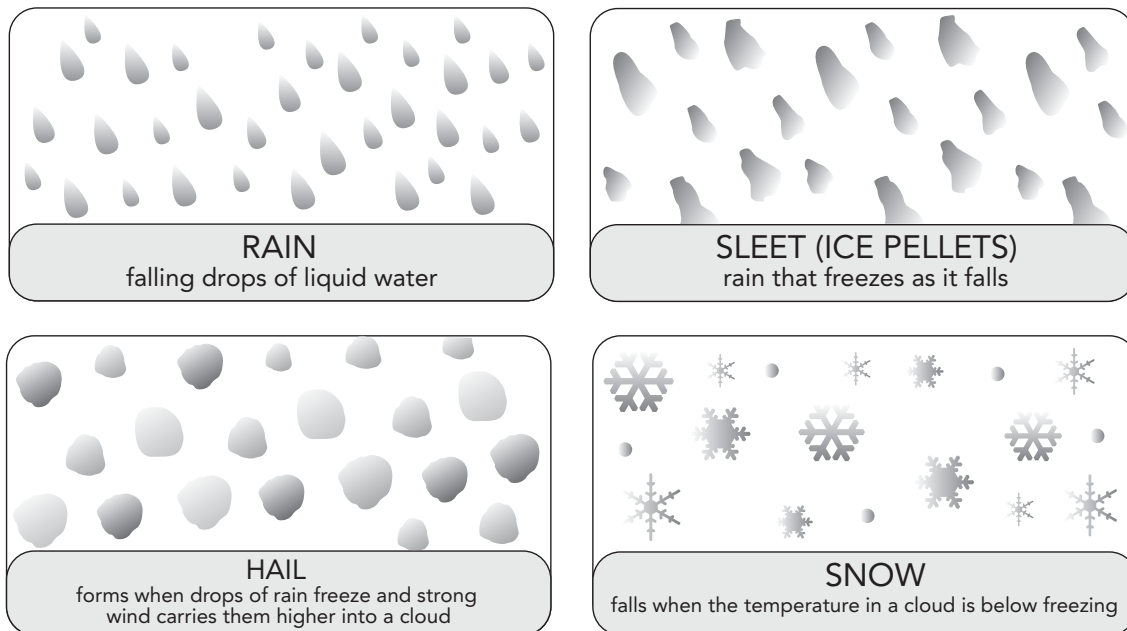 RAIN
falling drops of liquid water
SLEET (ICE PELLETS)
rain that freezes as it falls
HAIL
forms when drops of rain freeze and strong
wind carries them higher into a cloud
SNOW
falls when the temperature in a cloud is below freezing